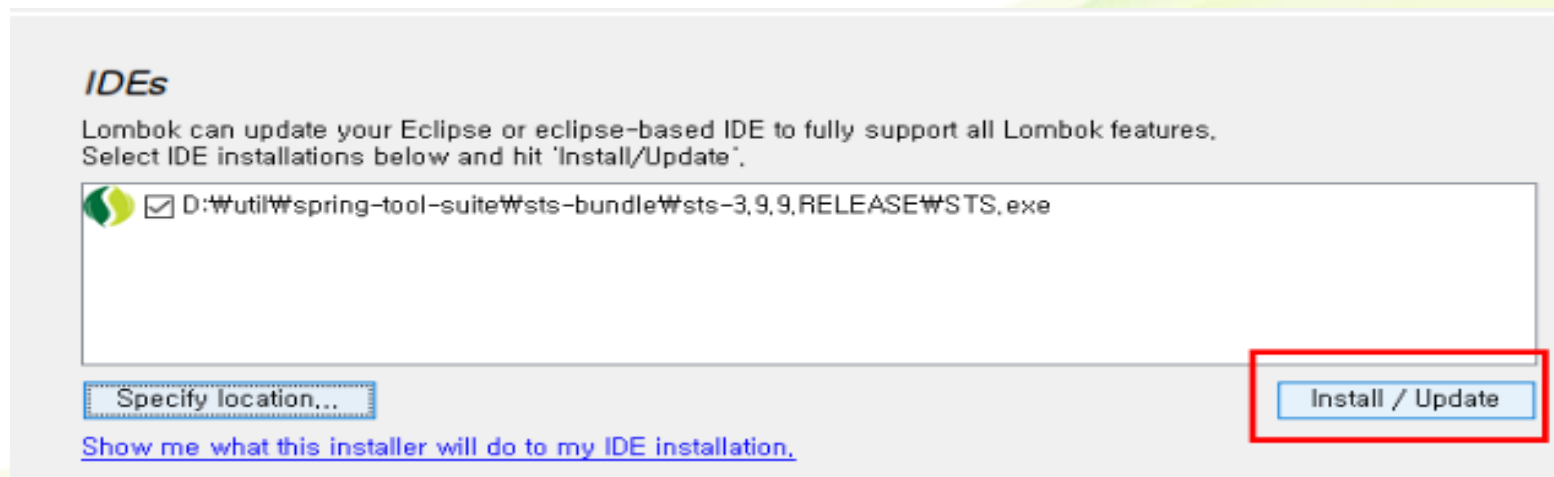 IDEs
Lombok can update your Eclipse or eclipse-based IDE to fully support all Lombok features.
Select IDE installations below and hit 'Install/Update'.
D:₩util₩spring-tool-suite₩sts-bundle₩sts-3.9.9.RELEASE₩STS.exe
Specify location...
Install / Update
Show me what this installer will do to my IDE installation.